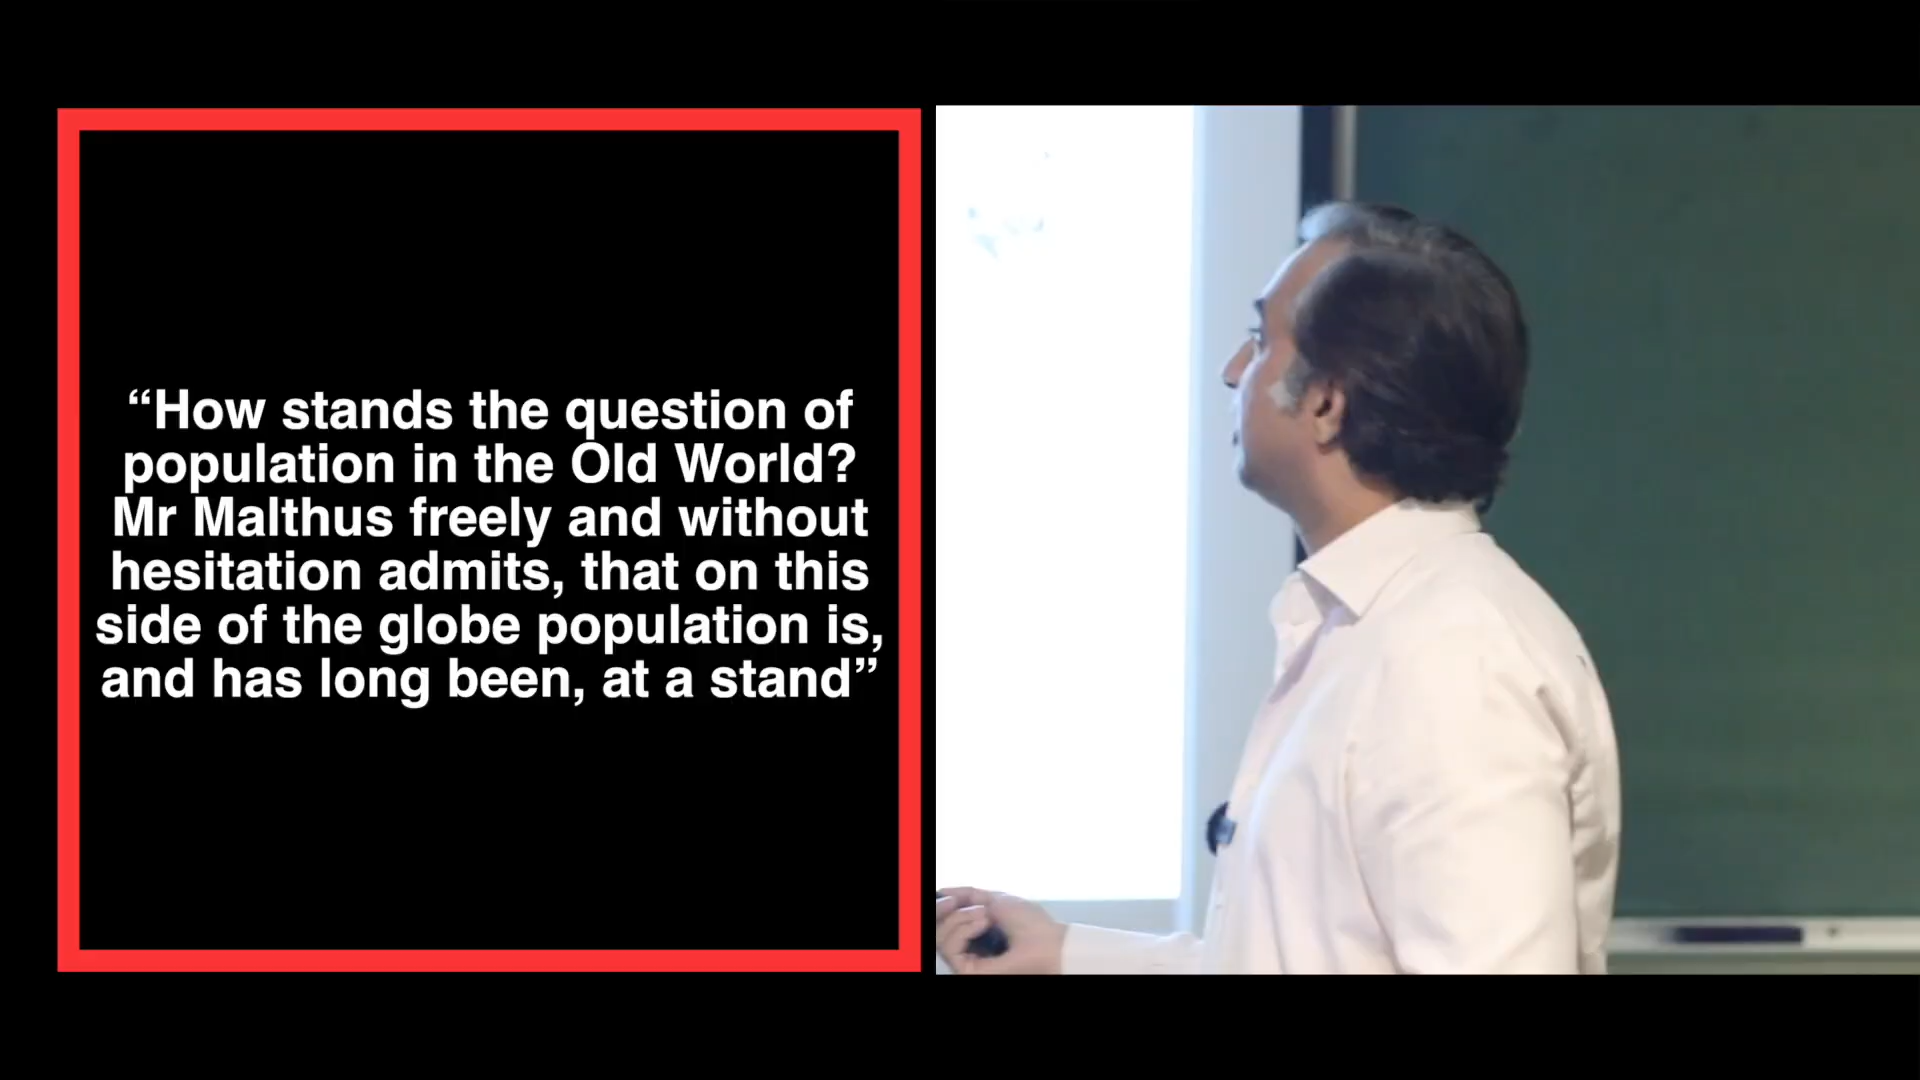 “How stands the question of
population in the Old World?
Mr Malthus freely and without
hesitation admits, that on this
side of the globe population is,
and has long been, at a stand”